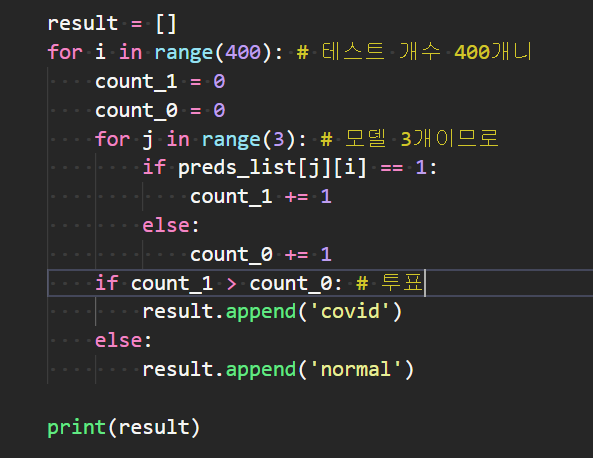 result = []
for i in range(400): # 테스트 개수 400개니
    count_1 = 0
    count_0 = 0
    for j in range(3): # 모델 3개이므로
        if preds_list[j][i] == 1:
            count_1 += 1
        else:
            count_0 += 1
    if count_1 > count_0: # 투표
        result.append('covid')
    else:
        result.append('normal')

print(result)